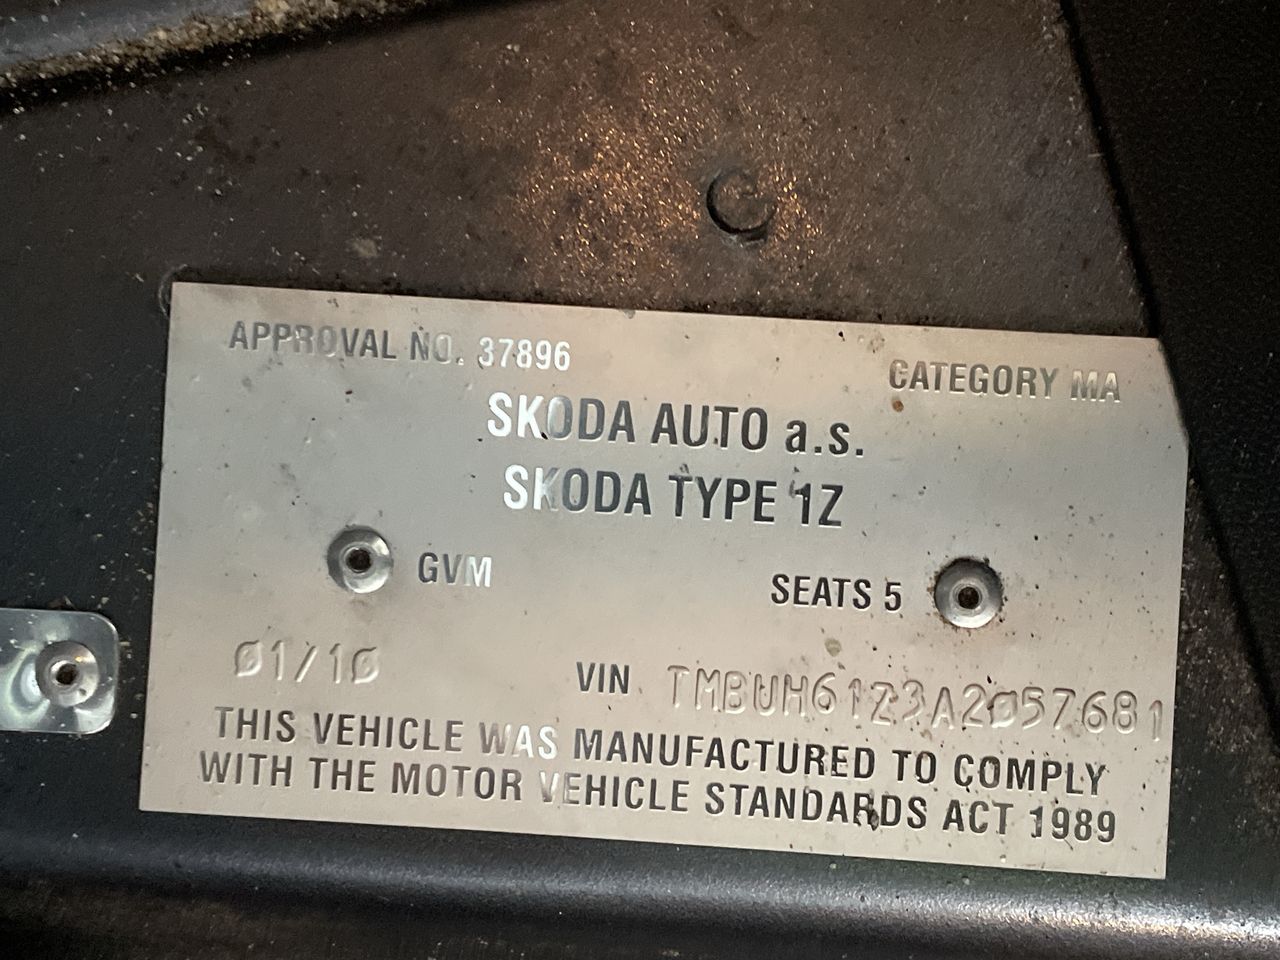 APPROVAL NO. 37896
CATEGORY MA
SKODA AUTO a.s.
SKODA TYPE 1Z
GVM
SEATS 5
01/10
VIN TMBUH61Z3A2057681
THIS VEHICLE WAS MANUFACTURED TO COMPLY
WITH THE MOTOR VEHICLE STANDARDS ACT 1989